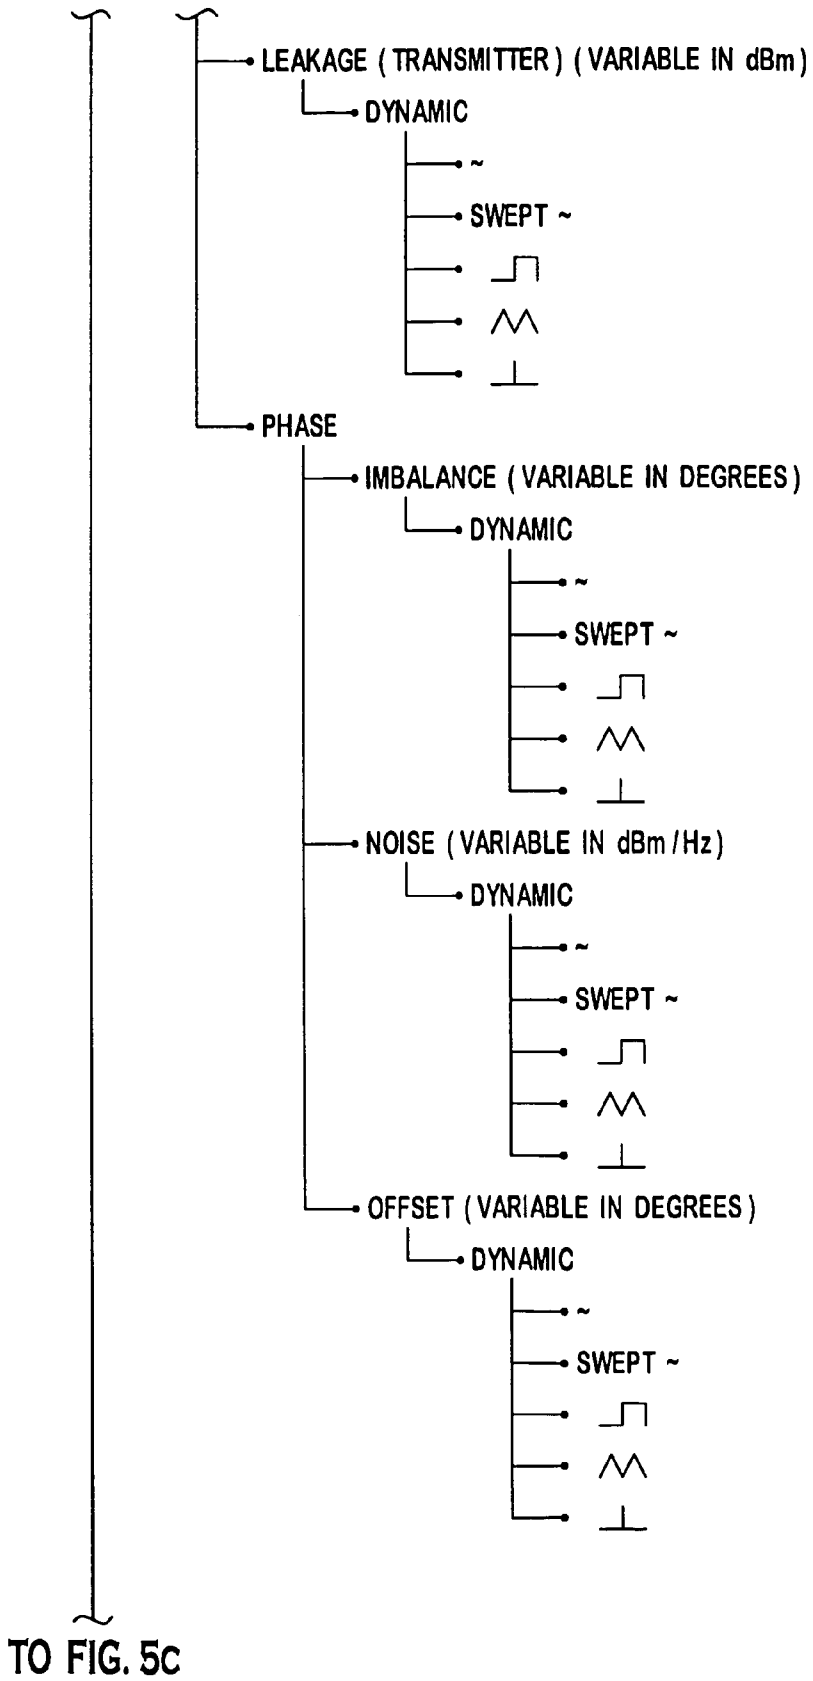 LEAKAGE (TRANSMITTER) (VARIABLE IN dBm)
DYNAMIC
~
SWEPT ~
PHASE
IMBALANCE (VARIABLE IN DEGREES)
DYNAMIC
~
SWEPT ~
NOISE (VARIABLE IN dBm/Hz)
DYNAMIC
~
SWEPT ~
OFFSET (VARIABLE IN DEGREES)
DYNAMIC
~
SWEPT ~
TO FIG. 5c